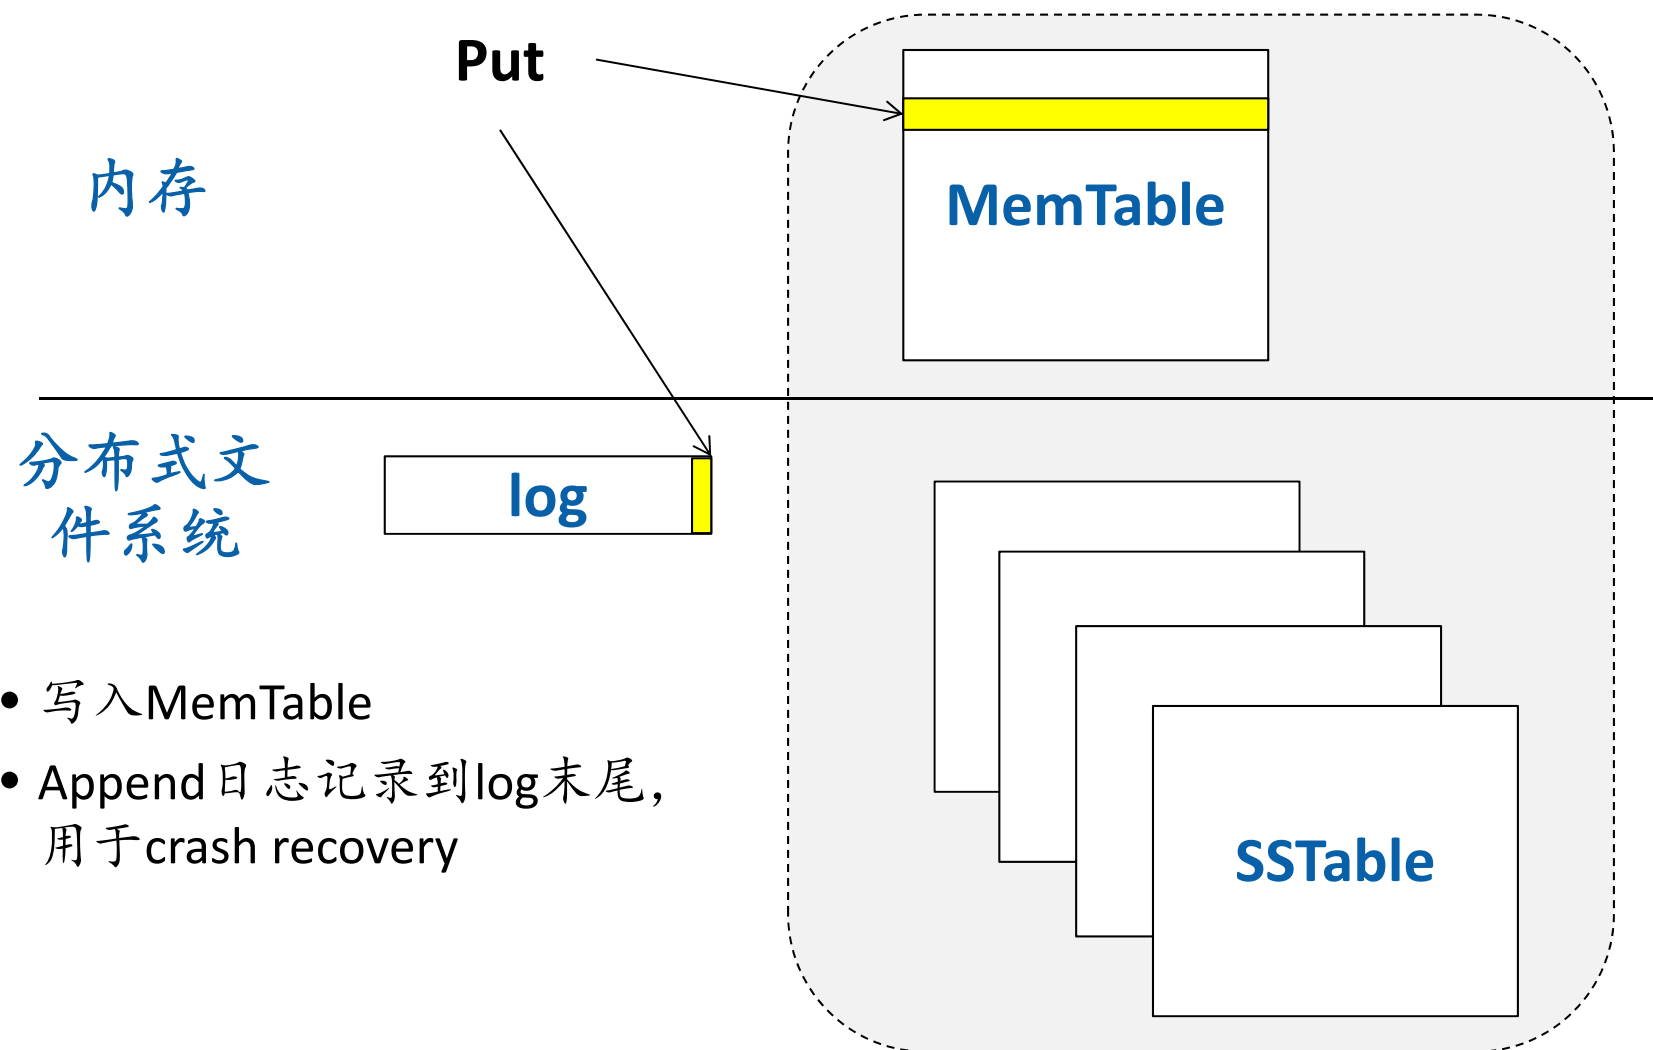 Put
内存
MemTable
分布式文
件系统
log
• 写入MemTable
• Append日志记录到log末尾，
用于crash recovery
SSTable